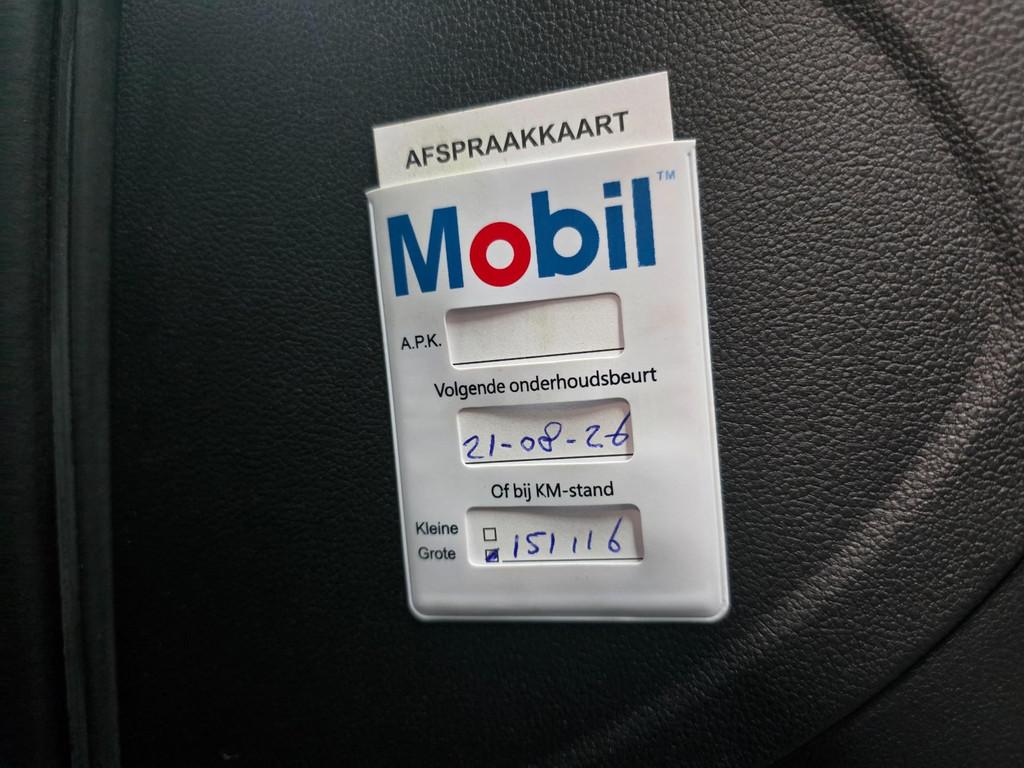 AFSPRAAKKAART
Mobil™
A.P.K.
Volgende onderhoudsbeurt
21-08-26
Of bij KM-stand
Kleine
Grote 151116